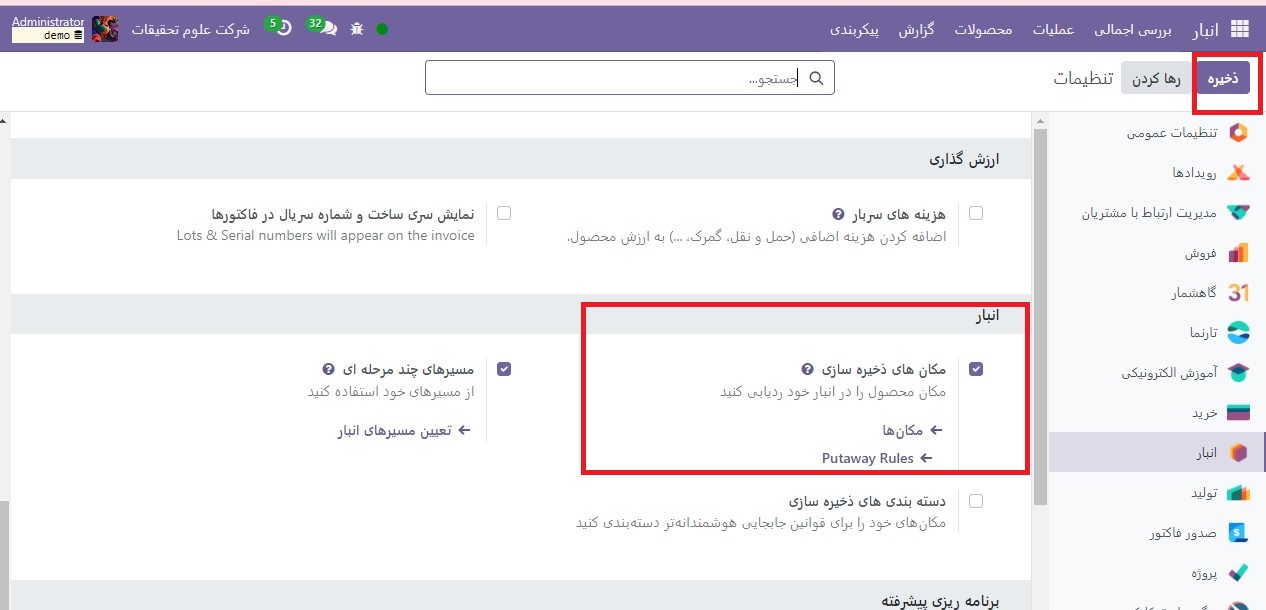 انبار
بررسی اجمالی
عملیات
محصولات
گزارش
پیکربندی
32
5
شرکت علوم تحقیقات
Administrator
demo
ذخیره
رها کردن
تنظیمات
جستجو...
تنظیمات عمومی
رویدادها
مدیریت ارتباط با مشتریان
فروش
31 گاهشمار
تارنما
آموزش الکترونیکی
خرید
انبار
تولید
صدور فاکتور
پروژه
ارزش گذاری
هزینه های سربار ?
اضافه کردن هزینه اضافی (حمل و نقل، گمرک، ...) به ارزش محصول.
نمایش سری ساخت و شماره سریال در فاکتورها
Lots & Serial numbers will appear on the invoice
انبار
مکان های ذخیره سازی ?
مکان محصول را در انبار خود ردیابی کنید
← مکان‌ها
← Putaway Rules
مسیرهای چند مرحله ای ?
از مسیرهای خود استفاده کنید
← تعیین مسیرهای انبار
دسته بندی های ذخیره سازی
مکان‌های خود را برای قوانین جابجایی هوشمندانه‌تر دسته‌بندی کنید
برنامه ریزی پیشرفته